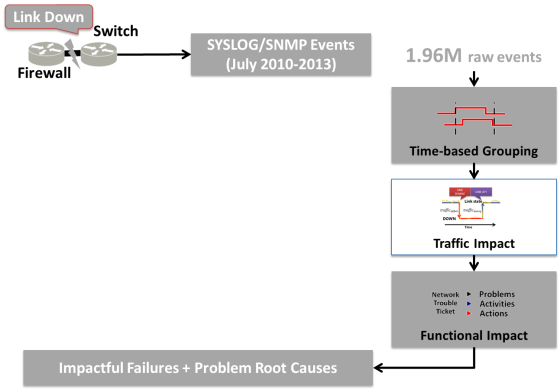 Link Down
Switch
Firewall
SYSLOG/SNMP Events
(July 2010-2013)
1.96M raw events
Time-based Grouping
Link state
DOWN
Time
Traffic Impact
Network
Trouble
Ticket
Problems
Activities
Actions
Functional Impact
Impactful Failures + Problem Root Causes